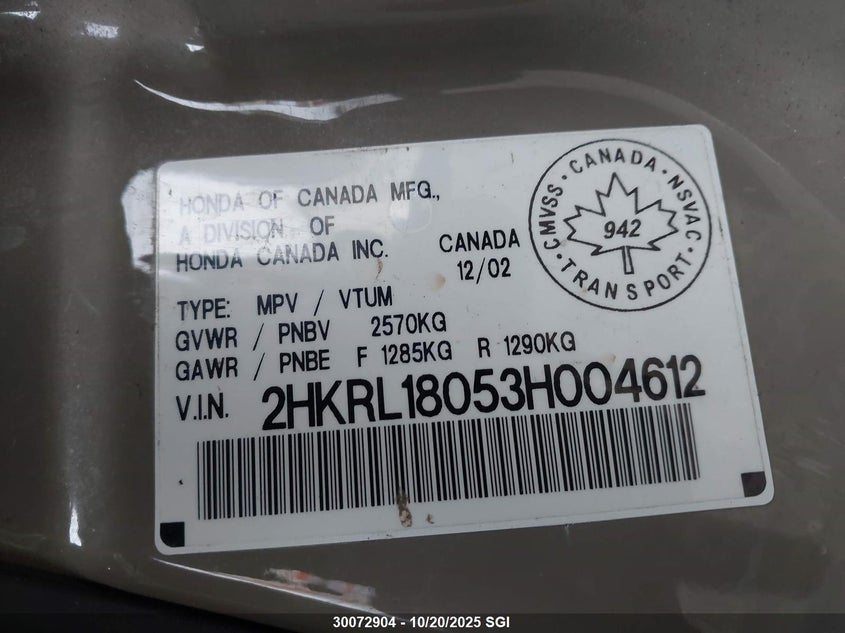 HONDA OF CANADA MFG.,
A DIVISION OF
HONDA CANADA INC.
CANADA
12/02
CMVSS · CANADA · NSVAC
942
· TRANSPORT ·
TYPE: MPV / VTUM
GVWR / PNBV 2570KG
GAWR / PNBE F 1285KG R 1290KG
V.I.N. 2HKRL18053H004612
30072904 - 10/20/2025 SGI